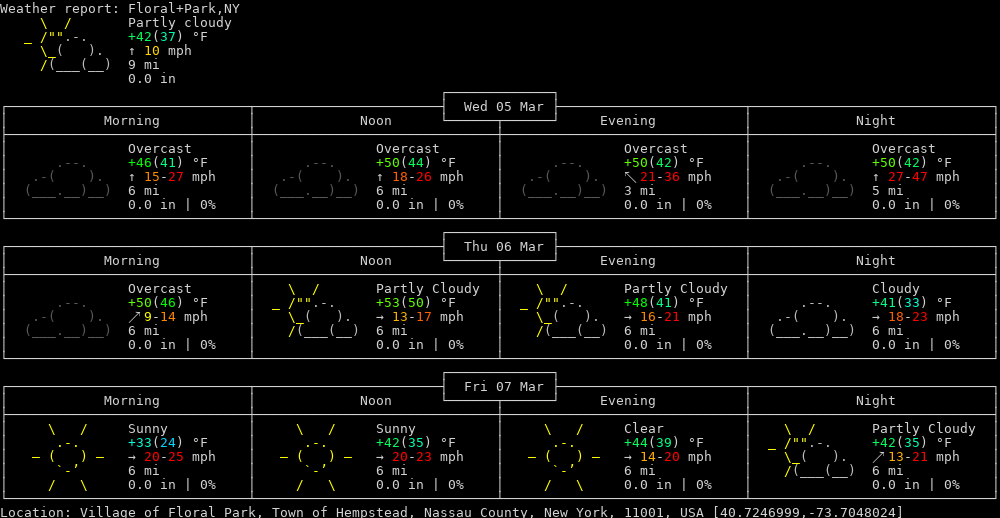 Weather report: Floral+Park,NY
Partly cloudy
+42(37) °F
↑ 10 mph
9 mi
0.0 in
Wed 05 Mar
Morning Noon Evening Night
Overcast Overcast Overcast Overcast
+46(41) °F +50(44) °F +50(42) °F +50(42) °F
↑ 15-27 mph ↑ 18-26 mph ↖ 21-36 mph ↑ 27-47 mph
6 mi 6 mi 3 mi 5 mi
0.0 in | 0% 0.0 in | 0% 0.0 in | 0% 0.0 in | 0%
Thu 06 Mar
Morning Noon Evening Night
Overcast Partly Cloudy Partly Cloudy Cloudy
+50(46) °F +53(50) °F +48(41) °F +41(33) °F
↗ 9-14 mph → 13-17 mph → 16-21 mph → 18-23 mph
6 mi 6 mi 6 mi 6 mi
0.0 in | 0% 0.0 in | 0% 0.0 in | 0% 0.0 in | 0%
Fri 07 Mar
Morning Noon Evening Night
Sunny Sunny Clear Partly Cloudy
+33(24) °F +42(35) °F +44(39) °F +42(35) °F
→ 20-25 mph → 20-23 mph → 14-20 mph ↗ 13-21 mph
6 mi 6 mi 6 mi 6 mi
0.0 in | 0% 0.0 in | 0% 0.0 in | 0% 0.0 in | 0%
Location: Village of Floral Park, Town of Hempstead, Nassau County, New York, 11001, USA [40.7246999,-73.7048024]